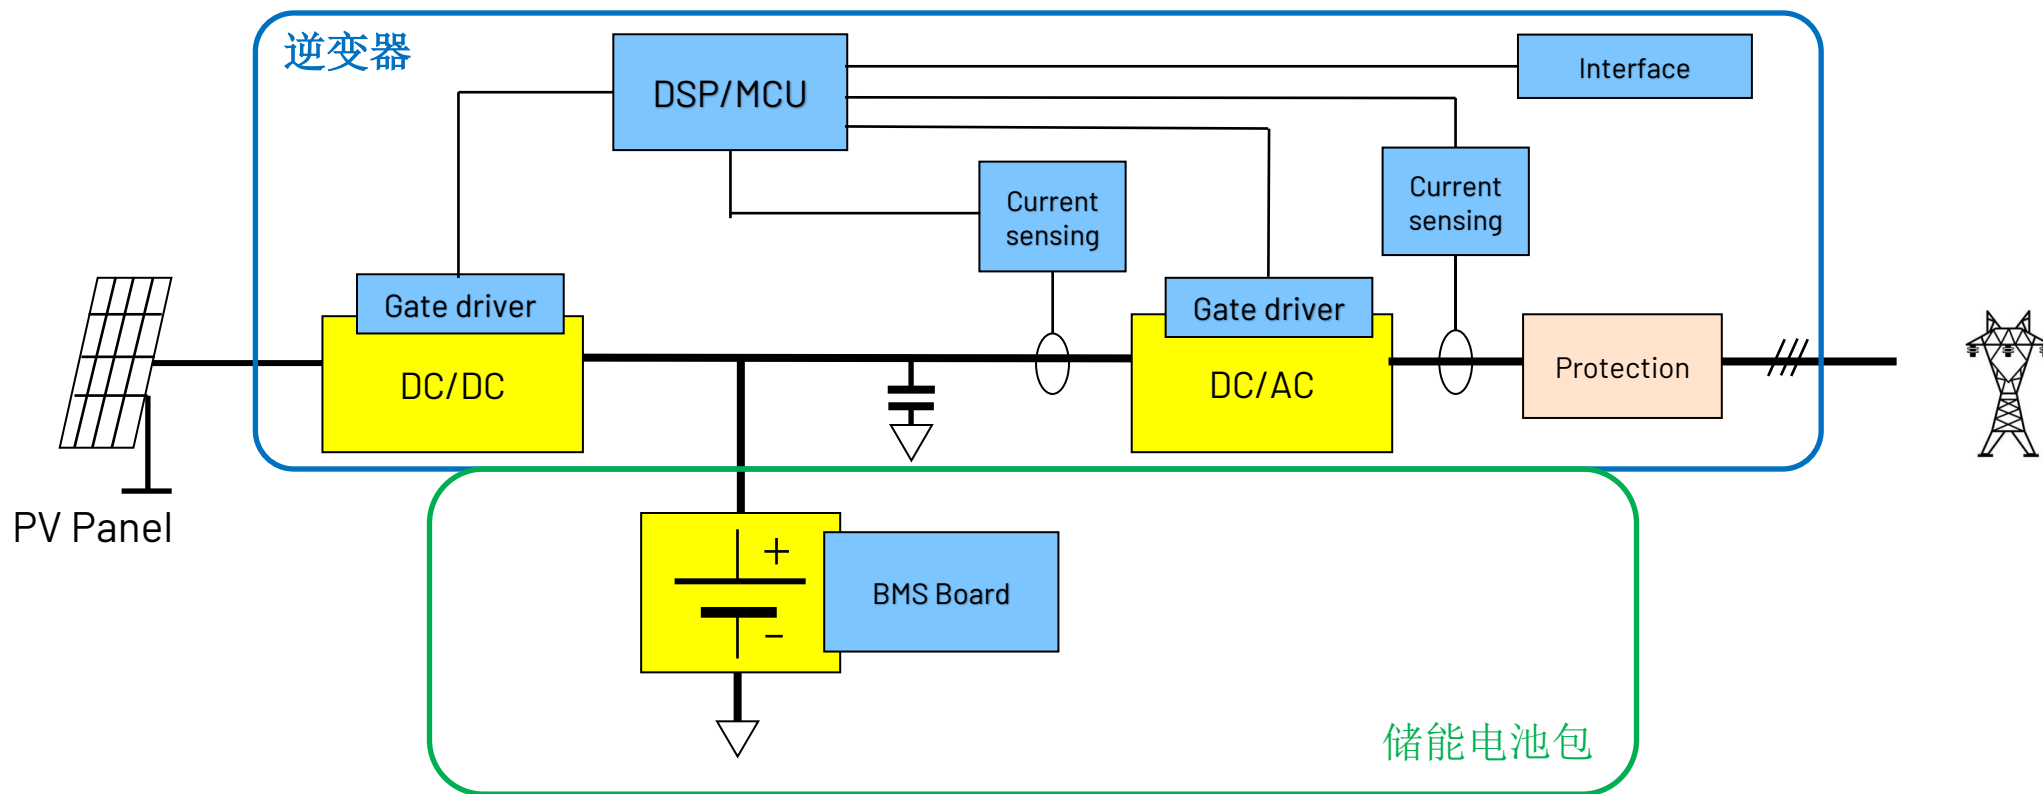 逆变器
DSP/MCU
Interface
Current
sensing
Current
sensing
Gate driver
Gate driver
DC/DC
DC/AC
Protection
PV Panel
+
BMS Board
−
储能电池包